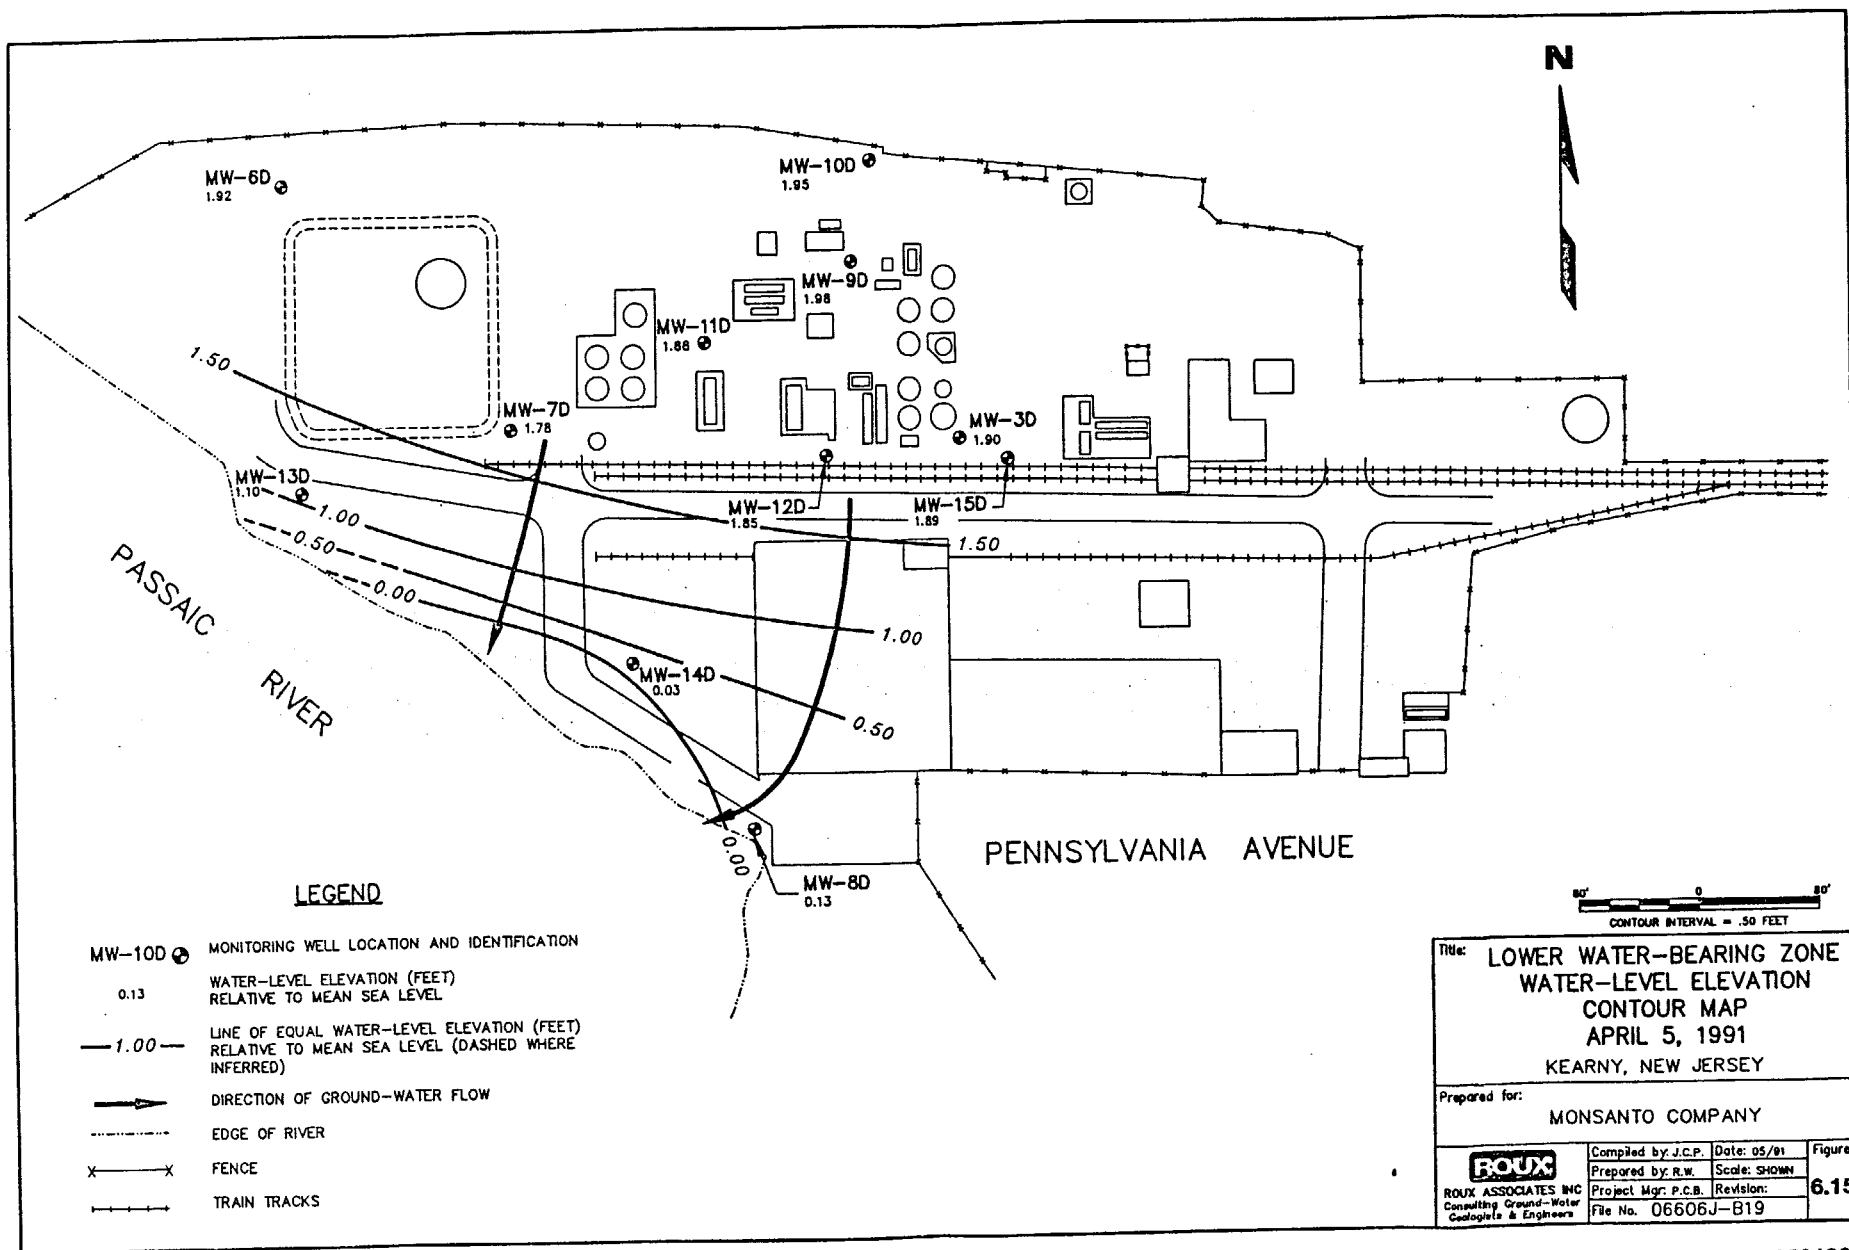 N
MW-6D
1.92
MW-10D
1.95
MW-9D
1.98
MW-11D
1.88
1.50
MW-7D
1.78
MW-3D
1.90
MW-13D
1.10
MW-12D
1.85
MW-15D
1.89
1.00
0.50
1.50
0.00
1.00
PASSAIC
RIVER
MW-14D
0.03
0.50
0.00
MW-8D
0.13
PENNSYLVANIA AVENUE
LEGEND
MW-10D MONITORING WELL LOCATION AND IDENTIFICATION
0.13 WATER-LEVEL ELEVATION (FEET)
RELATIVE TO MEAN SEA LEVEL
1.00 LINE OF EQUAL WATER-LEVEL ELEVATION (FEET)
RELATIVE TO MEAN SEA LEVEL (DASHED WHERE
INFERRED)
DIRECTION OF GROUND-WATER FLOW
EDGE OF RIVER
FENCE
TRAIN TRACKS
80' 0 80'
CONTOUR INTERVAL = .50 FEET
Title: LOWER WATER-BEARING ZONE
WATER-LEVEL ELEVATION
CONTOUR MAP
APRIL 5, 1991
KEARNY, NEW JERSEY
Prepared for:
MONSANTO COMPANY
ROUX
ROUX ASSOCIATES INC
Consulting Ground-Water
Geologists & Engineers
Compiled by: J.C.P. Date: 05/91
Prepared by: R.W. Scale: SHOWN
Project Mgr: P.C.B. Revision:
File No. 06606J-B19
Figure
6.15